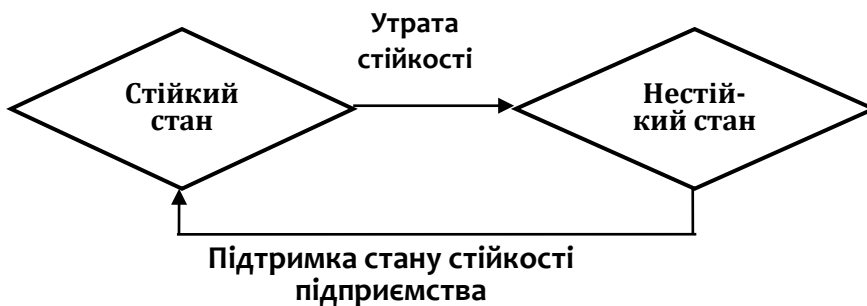 Утрата
стійкості
Стійкий
стан
Нестій-
кий стан
Підтримка стану стійкості
підприємства